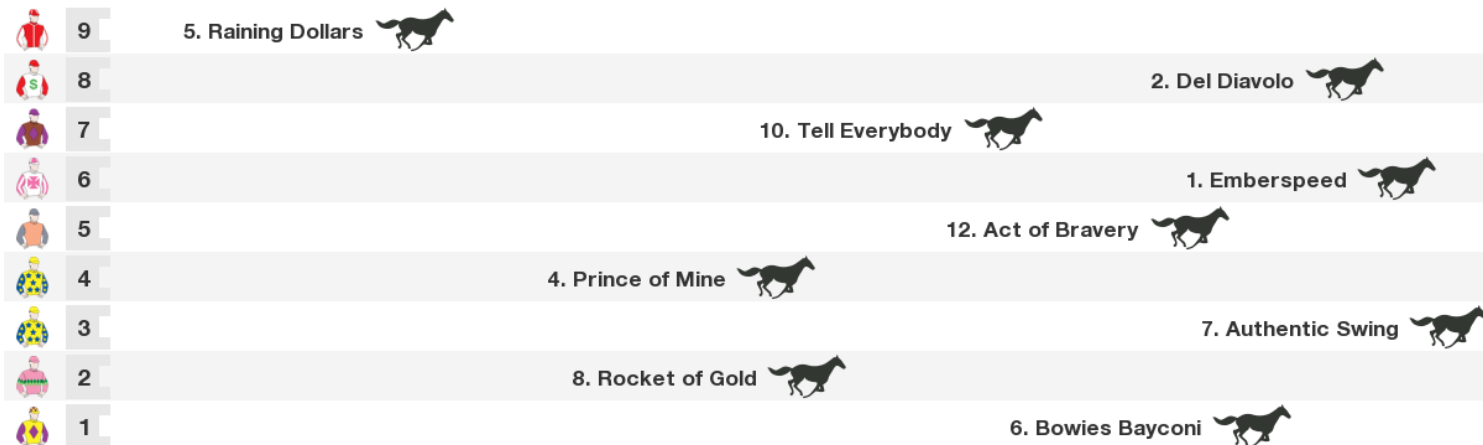 9 5. Raining Dollars
S 8 2. Del Diavolo
7 10. Tell Everybody
6 1. Emberspeed
5 12. Act of Bravery
4 4. Prince of Mine
3 7. Authentic Swing
2 8. Rocket of Gold
1 6. Bowies Bayconi